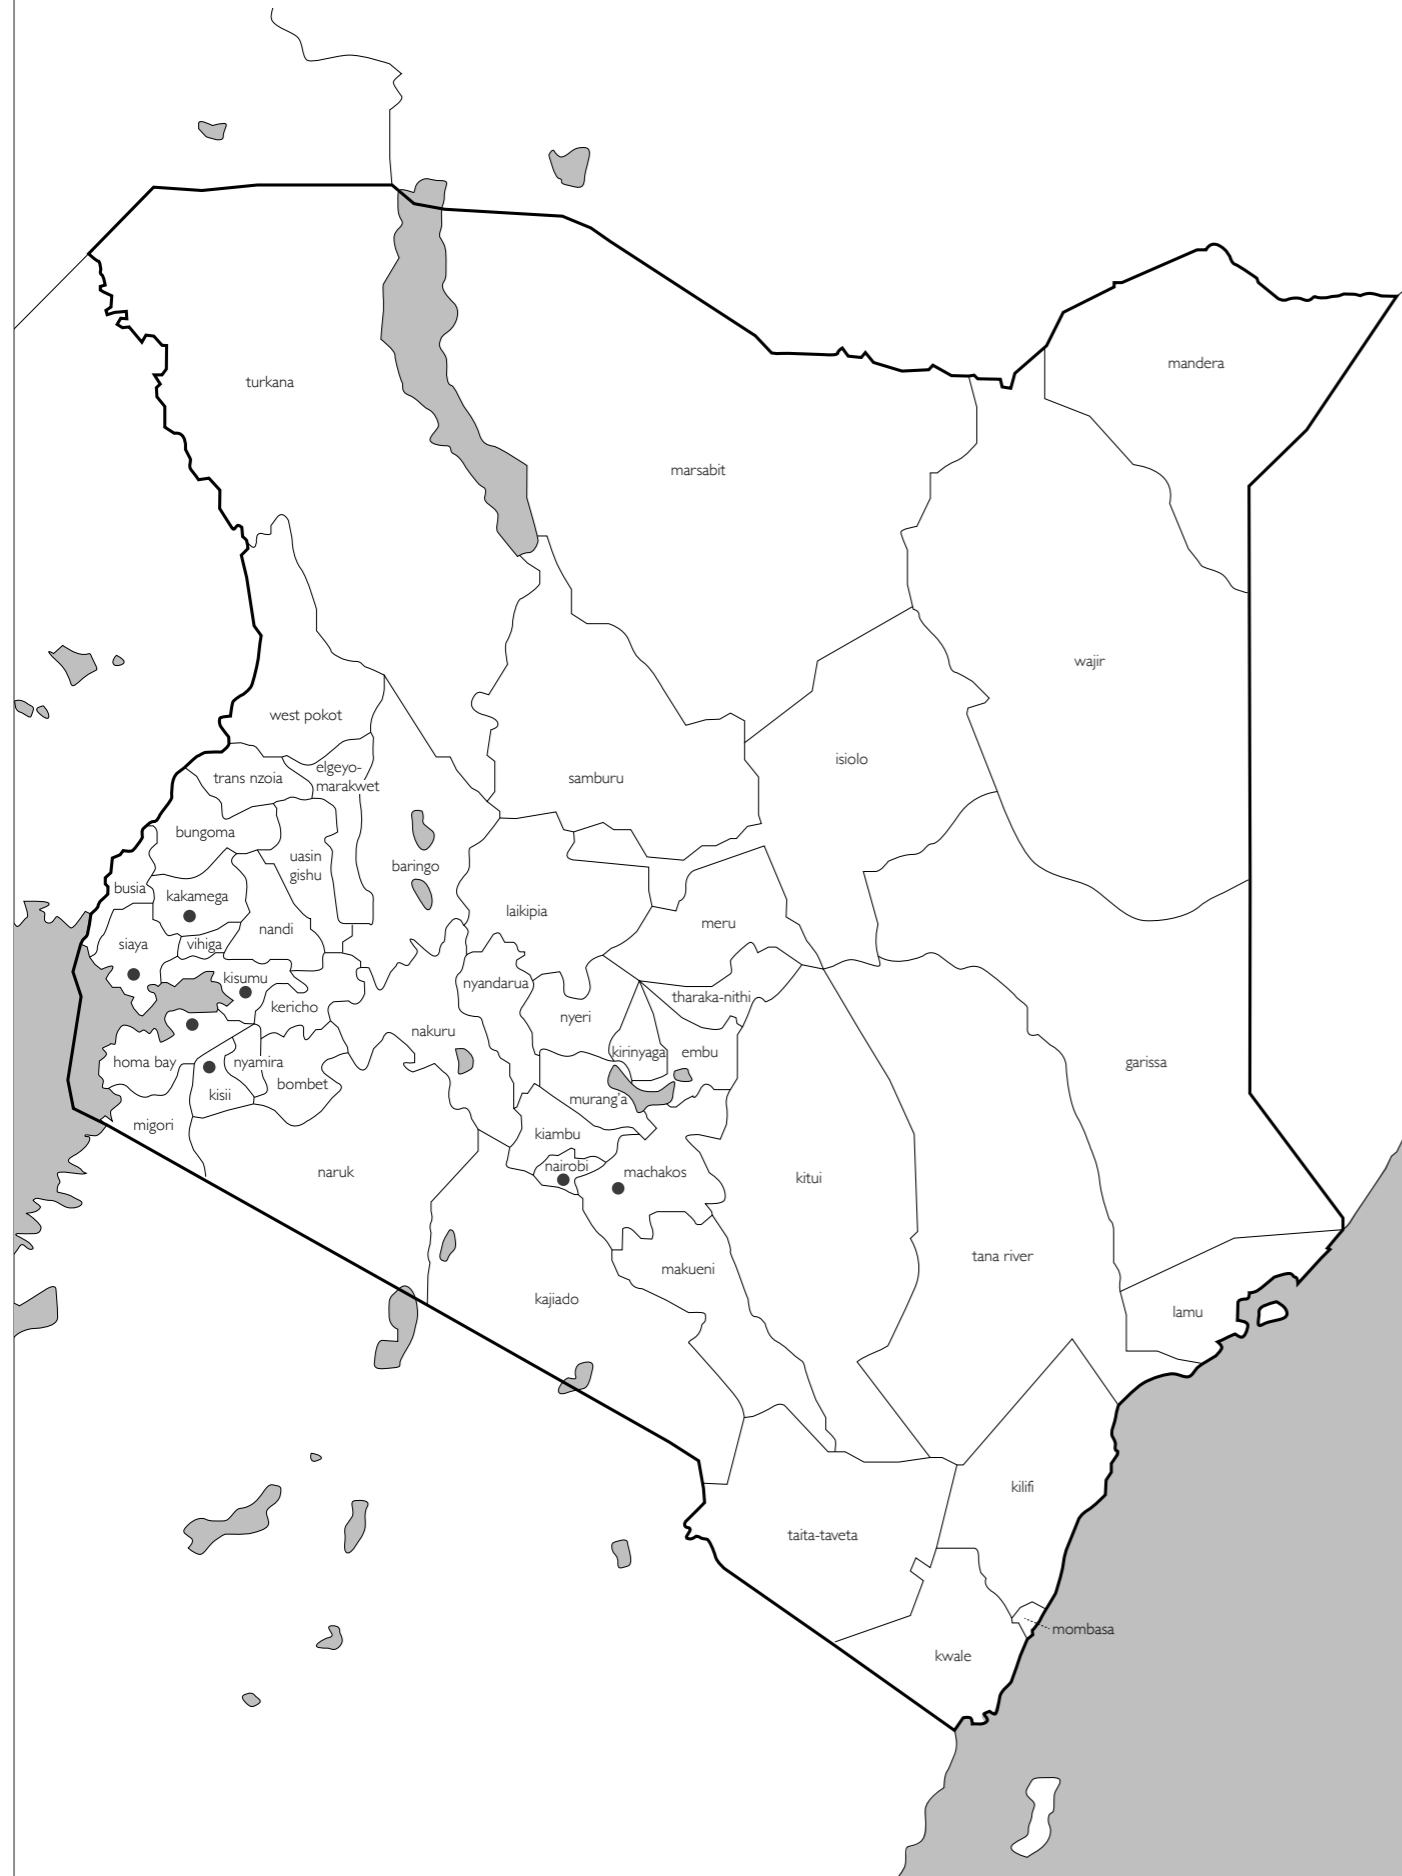 turkana
mandera
marsabit
wajir
west pokot
isiolo
trans nzoia
elgeyo-
marakwet
samburu
bungoma
uasin
gishu
baringo
busia
kakamega
laikipia
siaya
vihiga
nandi
meru
kisumu
nyandarua
tharaka-nithi
kericho
nyeri
nakuru
kirinyaga
embu
homa bay
nyamira
garissa
bombet
kisii
murang'a
migori
kiambu
nairobi
naruk
machakos
kitui
tana river
makueni
kajiado
lamu
kilifi
taita-taveta
mombasa
kwale